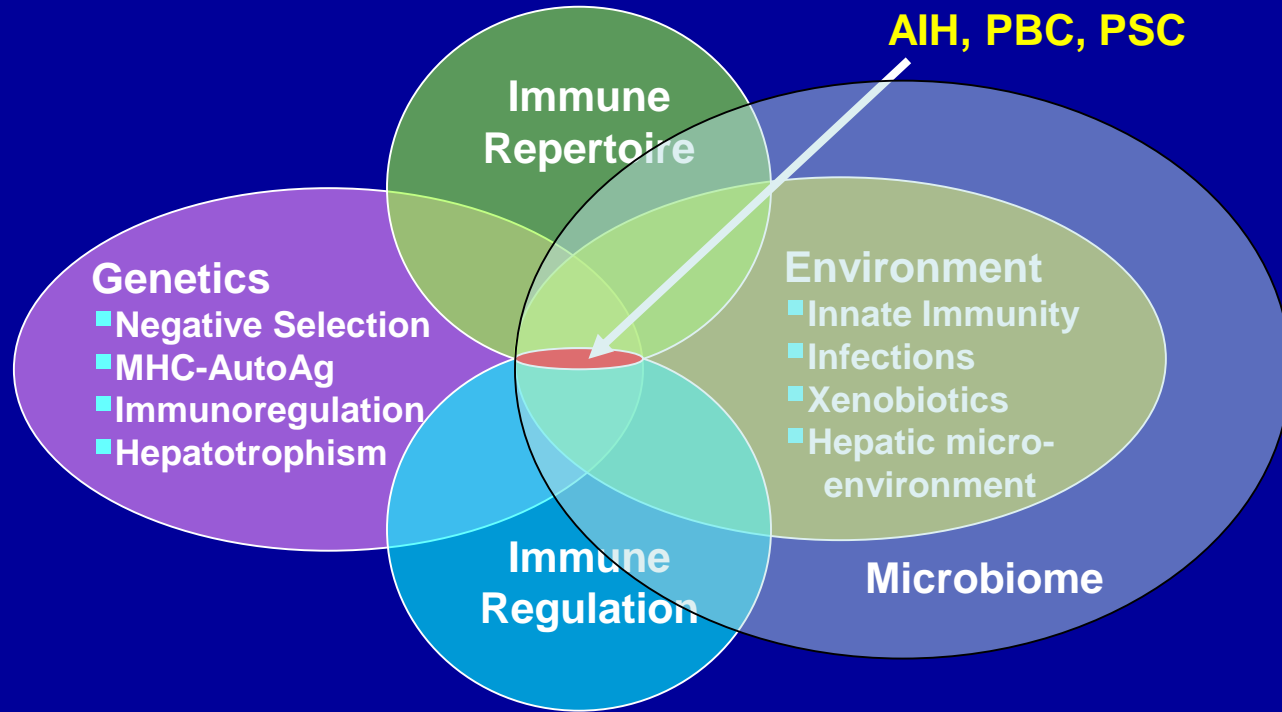 AIH, PBC, PSC
Immune
Repertoire
Genetics
Negative Selection
MHC-AutoAg
Immunoregulation
Hepatotrophism
Environment
Innate Immunity
Infections
Xenobiotics
Hepatic micro-
environment
Immune
Regulation
Microbiome